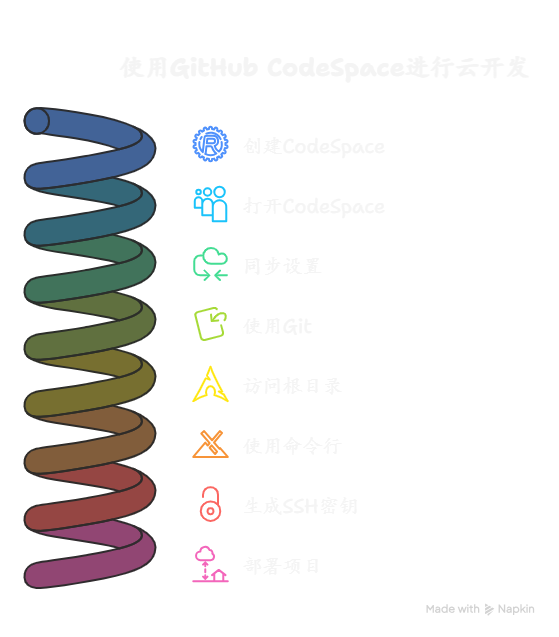 使用GitHub CodeSpace进行云开发
创建CodeSpace
打开CodeSpace
同步设置
使用Git
访问根目录
使用命令行
生成SSH密钥
部署项目
Made with Napkin